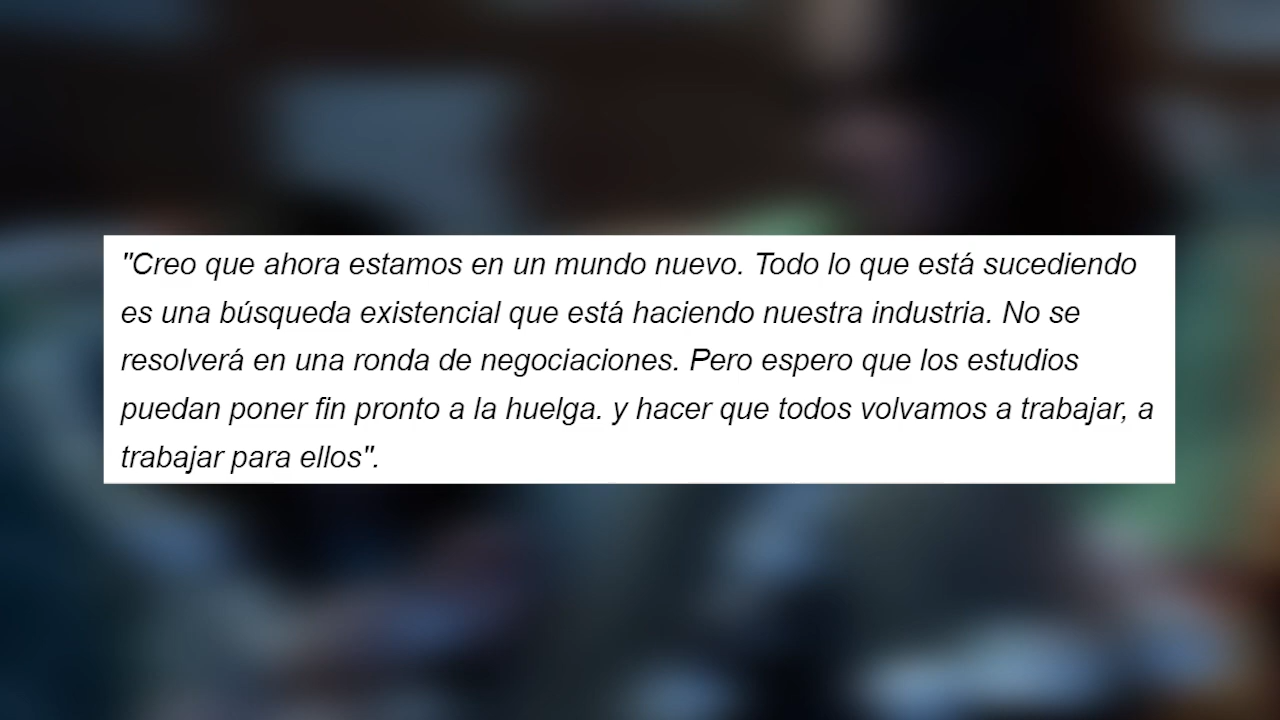 "Creo que ahora estamos en un mundo nuevo. Todo lo que está sucediendo
es una búsqueda existencial que está haciendo nuestra industria. No se
resolverá en una ronda de negociaciones. Pero espero que los estudios
puedan poner fin pronto a la huelga. y hacer que todos volvamos a trabajar, a
trabajar para ellos".